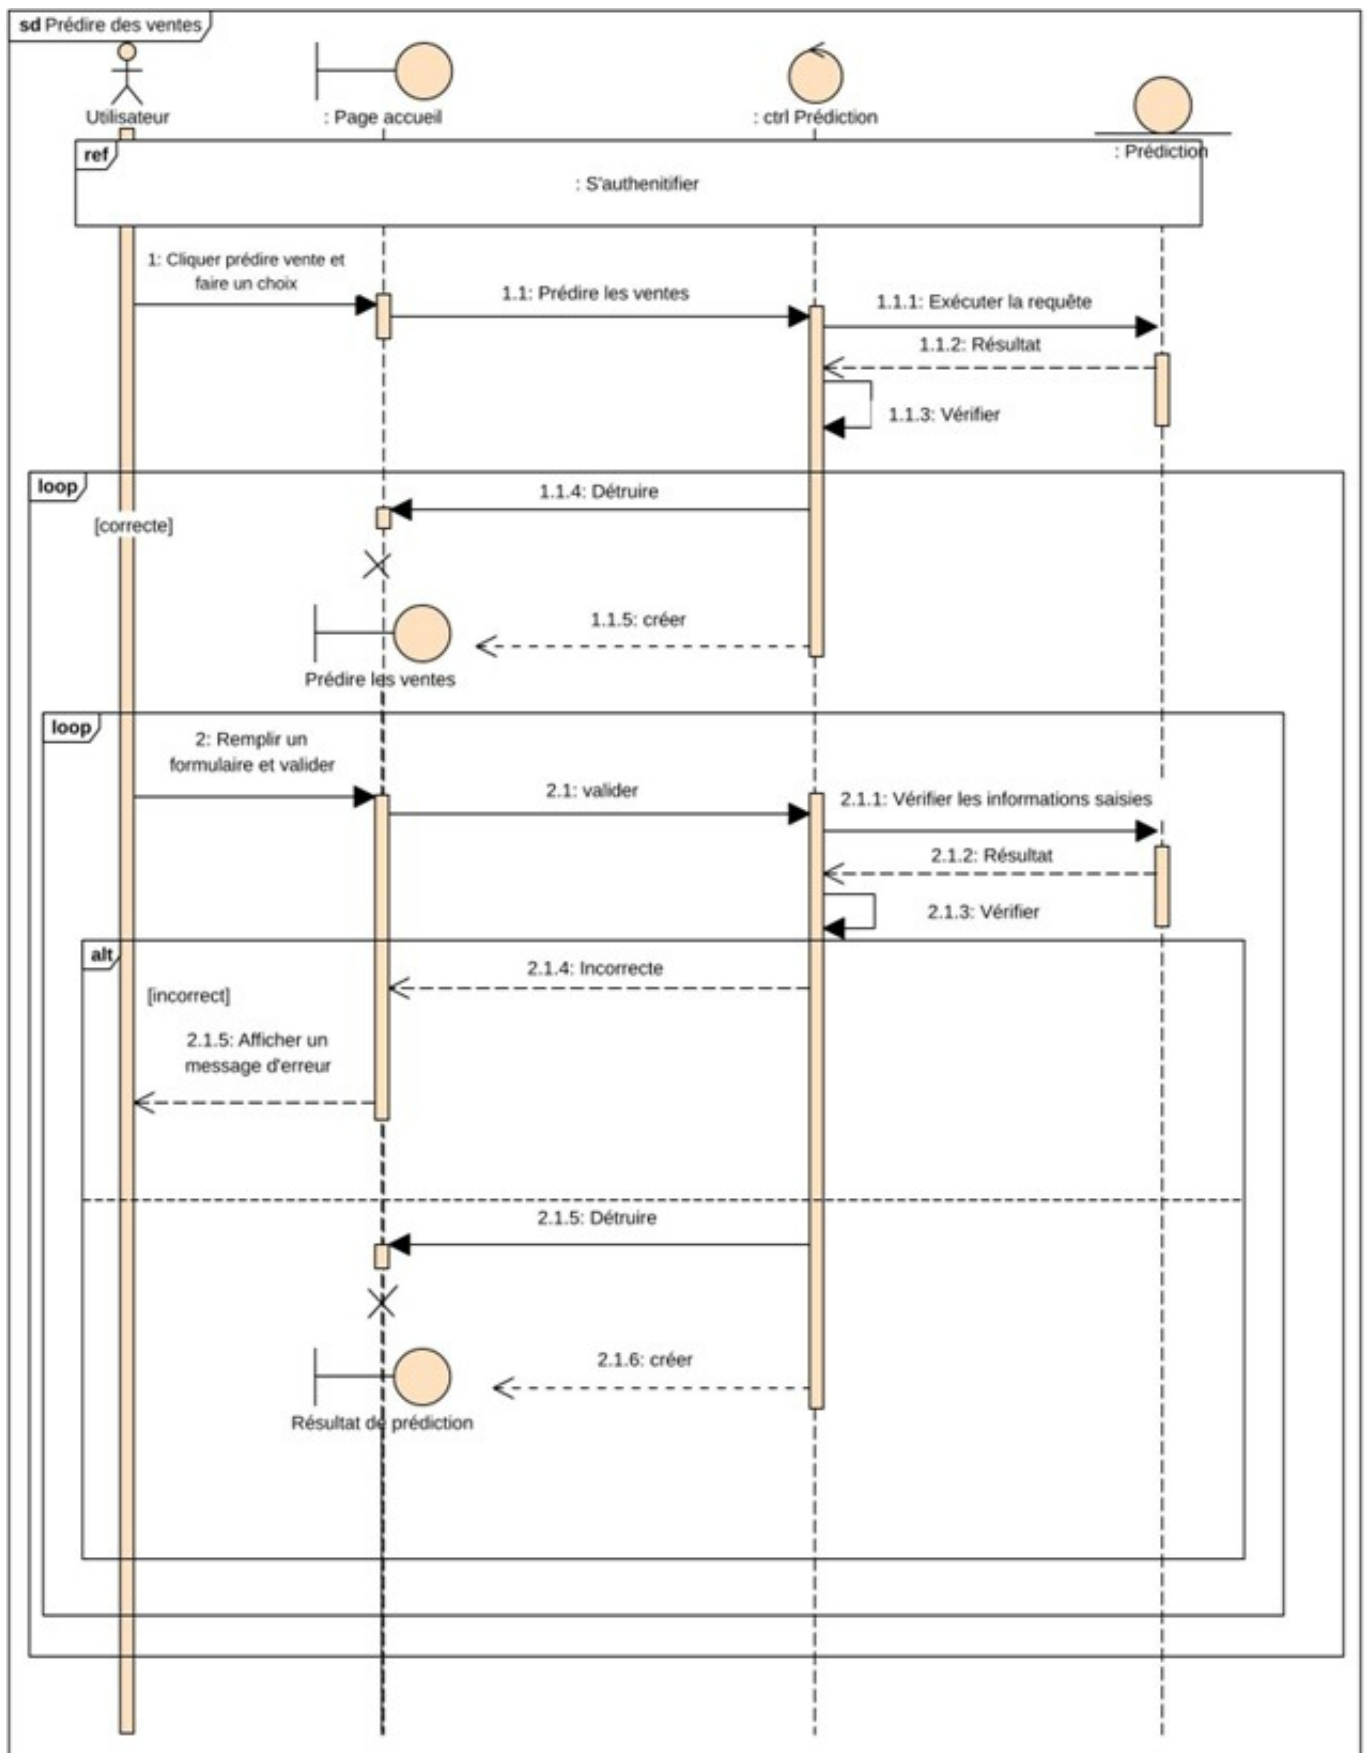 sd Prédire des ventes
Utilisateur
: Page accueil
: ctrl Prédiction
: Prédiction
ref
: S'authenitifier
1: Cliquer prédire vente et
faire un choix
1.1: Prédire les ventes
1.1.1: Exécuter la requête
1.1.2: Résultat
1.1.3: Vérifier
loop
1.1.4: Détruire
[correcte]
1.1.5: créer
Prédire les ventes
loop
2: Remplir un
formulaire et valider
2.1: valider
2.1.1: Vérifier les informations saisies
2.1.2: Résultat
2.1.3: Vérifier
alt
2.1.4: Incorrecte
[incorrect]
2.1.5: Afficher un
message d'erreur
2.1.5: Détruire
2.1.6: créer
Résultat de prédiction